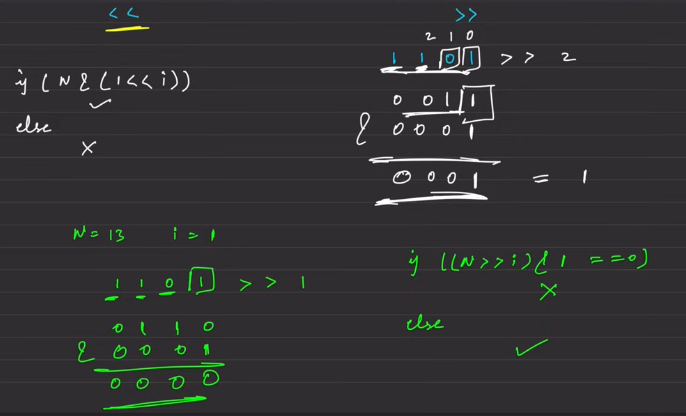 <<
if (N & (1 << i))
✓
else
X
N = 13 i = 1
1 1 0 1 >> 1
0 1 1 0
& 0 0 0 1
0 0 0 0
>>
2 1 0
1 1 0 1 >> 2
0 0 1 1
& 0 0 0 1
0 0 0 1 = 1
if ((N >> i) & 1 == 0)
X
else
✓